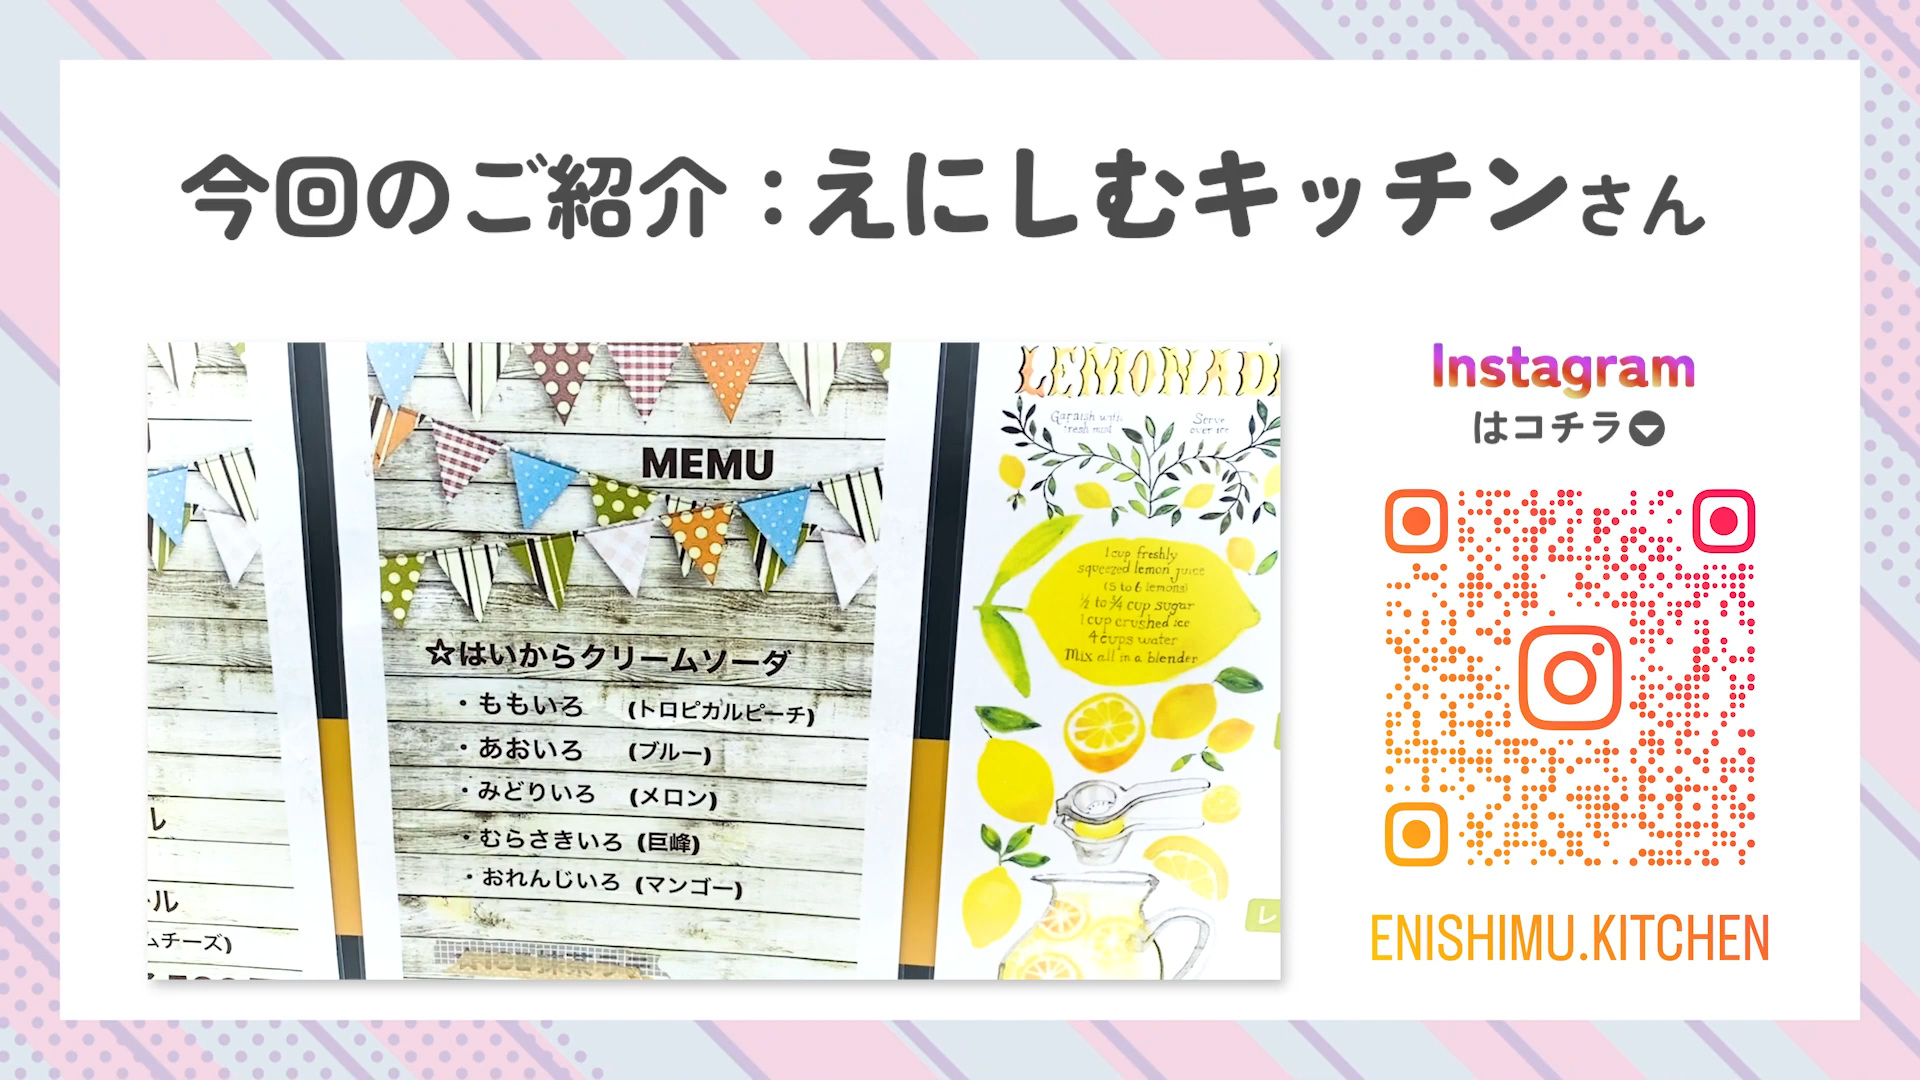 今回のご紹介：えにしむキッチンさん
Instagram
はコチラ
ENISHIMU.KITCHEN
ル
ール
ムチーズ)
MEMU
☆はいからクリームソーダ
・ももいろ (トロピカルピーチ)
・あおいろ (ブルー)
・みどりいろ (メロン)
・むらさきいろ (巨峰)
・おれんじいろ (マンゴー)
LEMONAD
Garnish with
fresh mint
Serve
over ice
1 cup freshly
squeezed lemon juice
(5 to 6 lemons)
½ to ¾ cup sugar
1 cup crushed ice
4 cups water
Mix all in a blender
レ